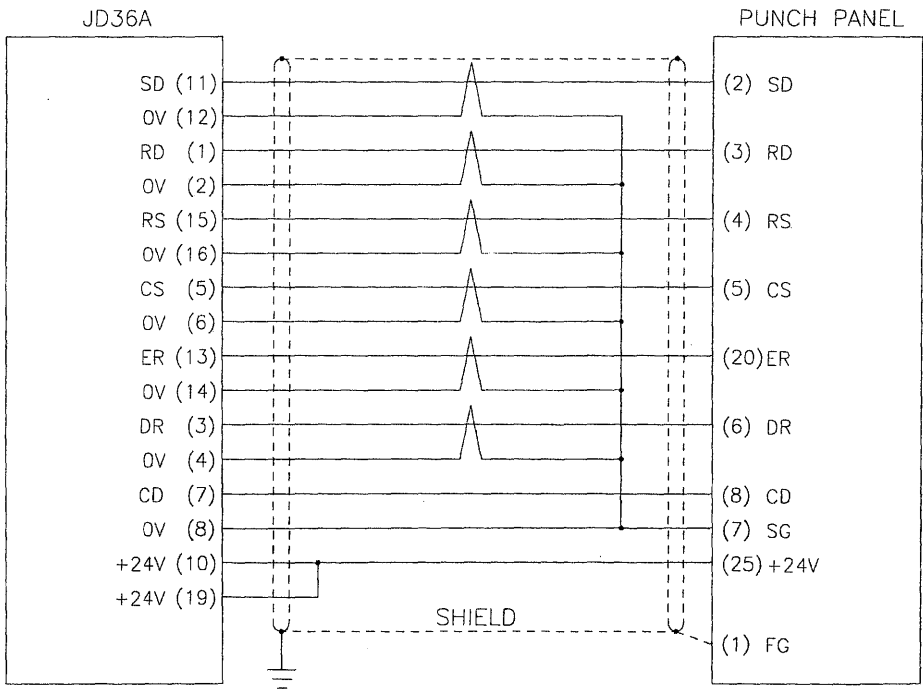 JD36A PUNCH PANEL
SD (11) (2) SD
0V (12)
RD (1) (3) RD
0V (2)
RS (15) (4) RS
0V (16)
CS (5) (5) CS
0V (6)
ER (13) (20) ER
0V (14)
DR (3) (6) DR
0V (4)
CD (7) (8) CD
0V (8) (7) SG
+24V (10) (25) +24V
+24V (19)
SHIELD
(1) FG